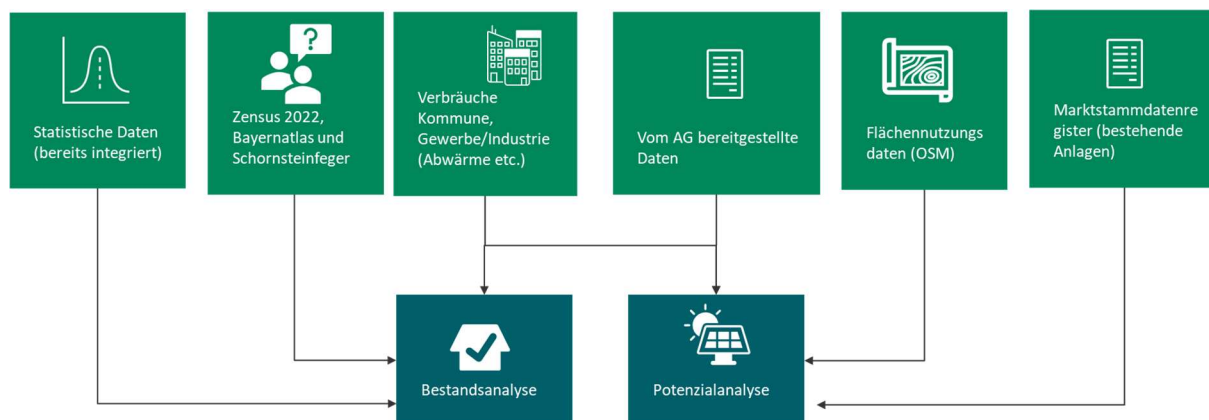 Statistische Daten
(bereits integriert)
?
Zensus 2022,
Bayernatlas und
Schornsteinfeger
Verbräuche
Kommune,
Gewerbe/Industrie
(Abwärme etc.)
Vom AG bereitgestellte
Daten
Flächennutzungs
daten (OSM)
Marktstammdatenre
gister (bestehende
Anlagen)
Bestandsanalyse
Potenzialanalyse